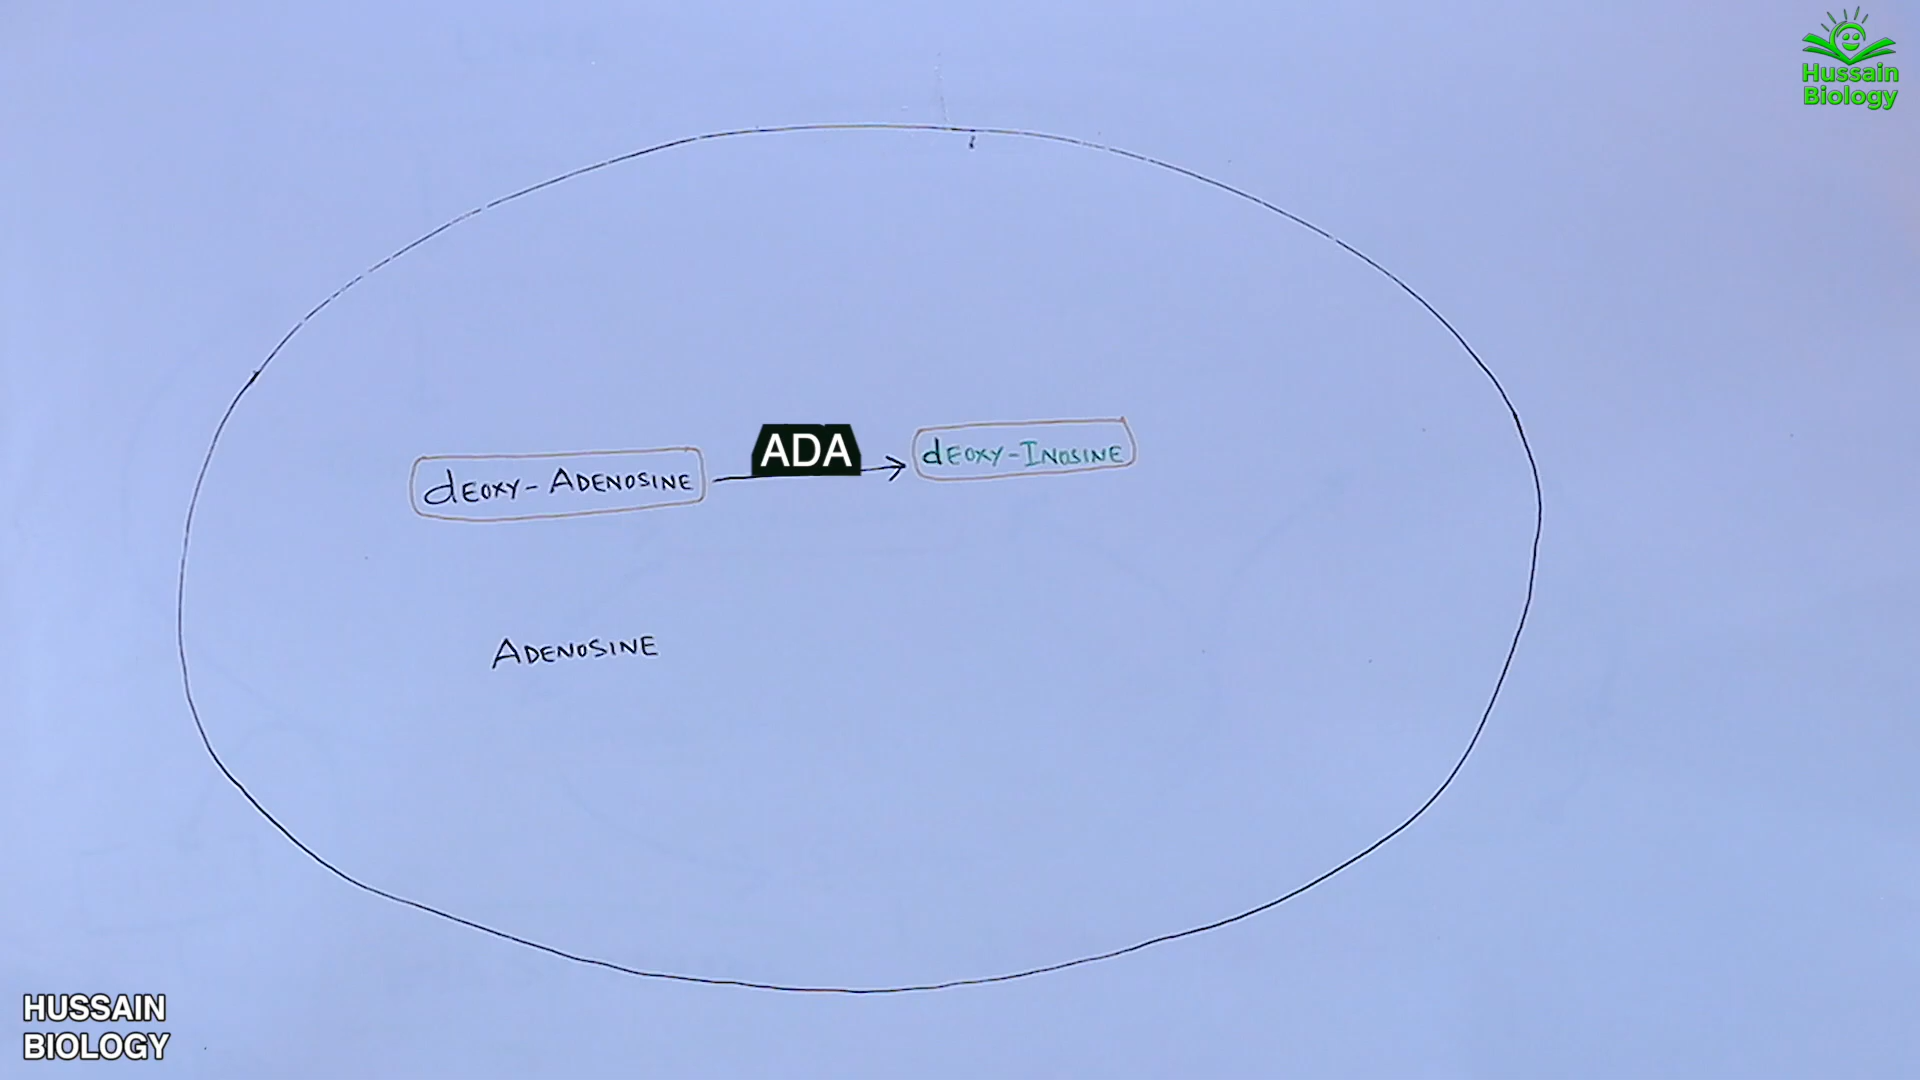 Hussain
Biology
dEOXY-ADENOSINE
ADA
dEOXY-INOSINE
ADENOSINE
HUSSAIN
BIOLOGY